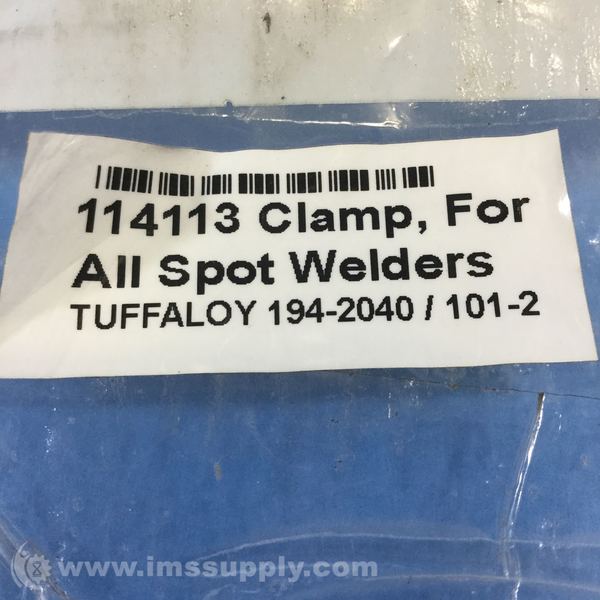 114113 Clamp, For
All Spot Welders
TUFFALOY 194-2040 / 101-2
www.imssupply.com